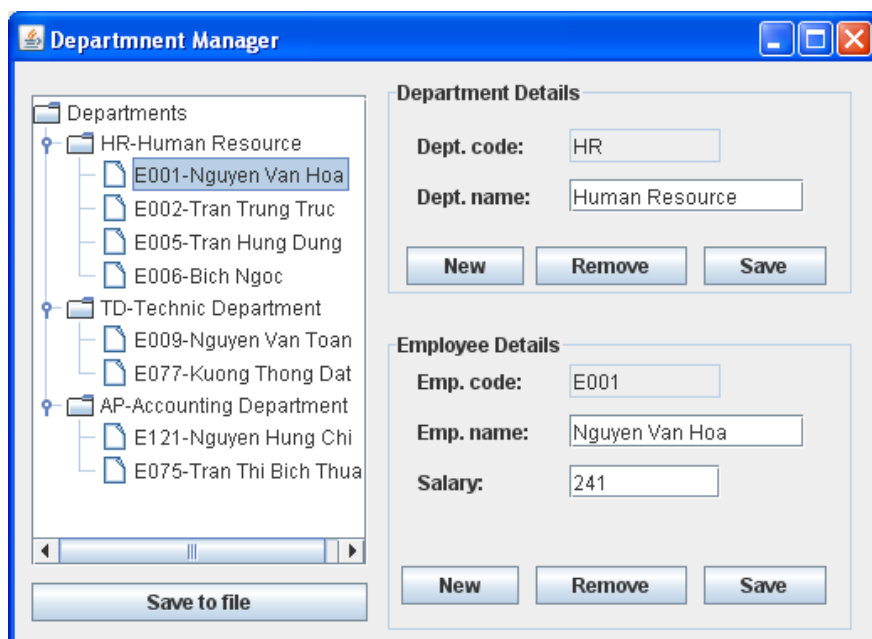 Departmnent Manager
Departments
HR-Human Resource
E001-Nguyen Van Hoa
E002-Tran Trung Truc
E005-Tran Hung Dung
E006-Bich Ngoc
TD-Technic Department
E009-Nguyen Van Toan
E077-Kuong Thong Dat
AP-Accounting Department
E121-Nguyen Hung Chi
E075-Tran Thi Bich Thua
Save to file
Department Details
Dept. code: HR
Dept. name: Human Resource
New Remove Save
Employee Details
Emp. code: E001
Emp. name: Nguyen Van Hoa
Salary: 241
New Remove Save